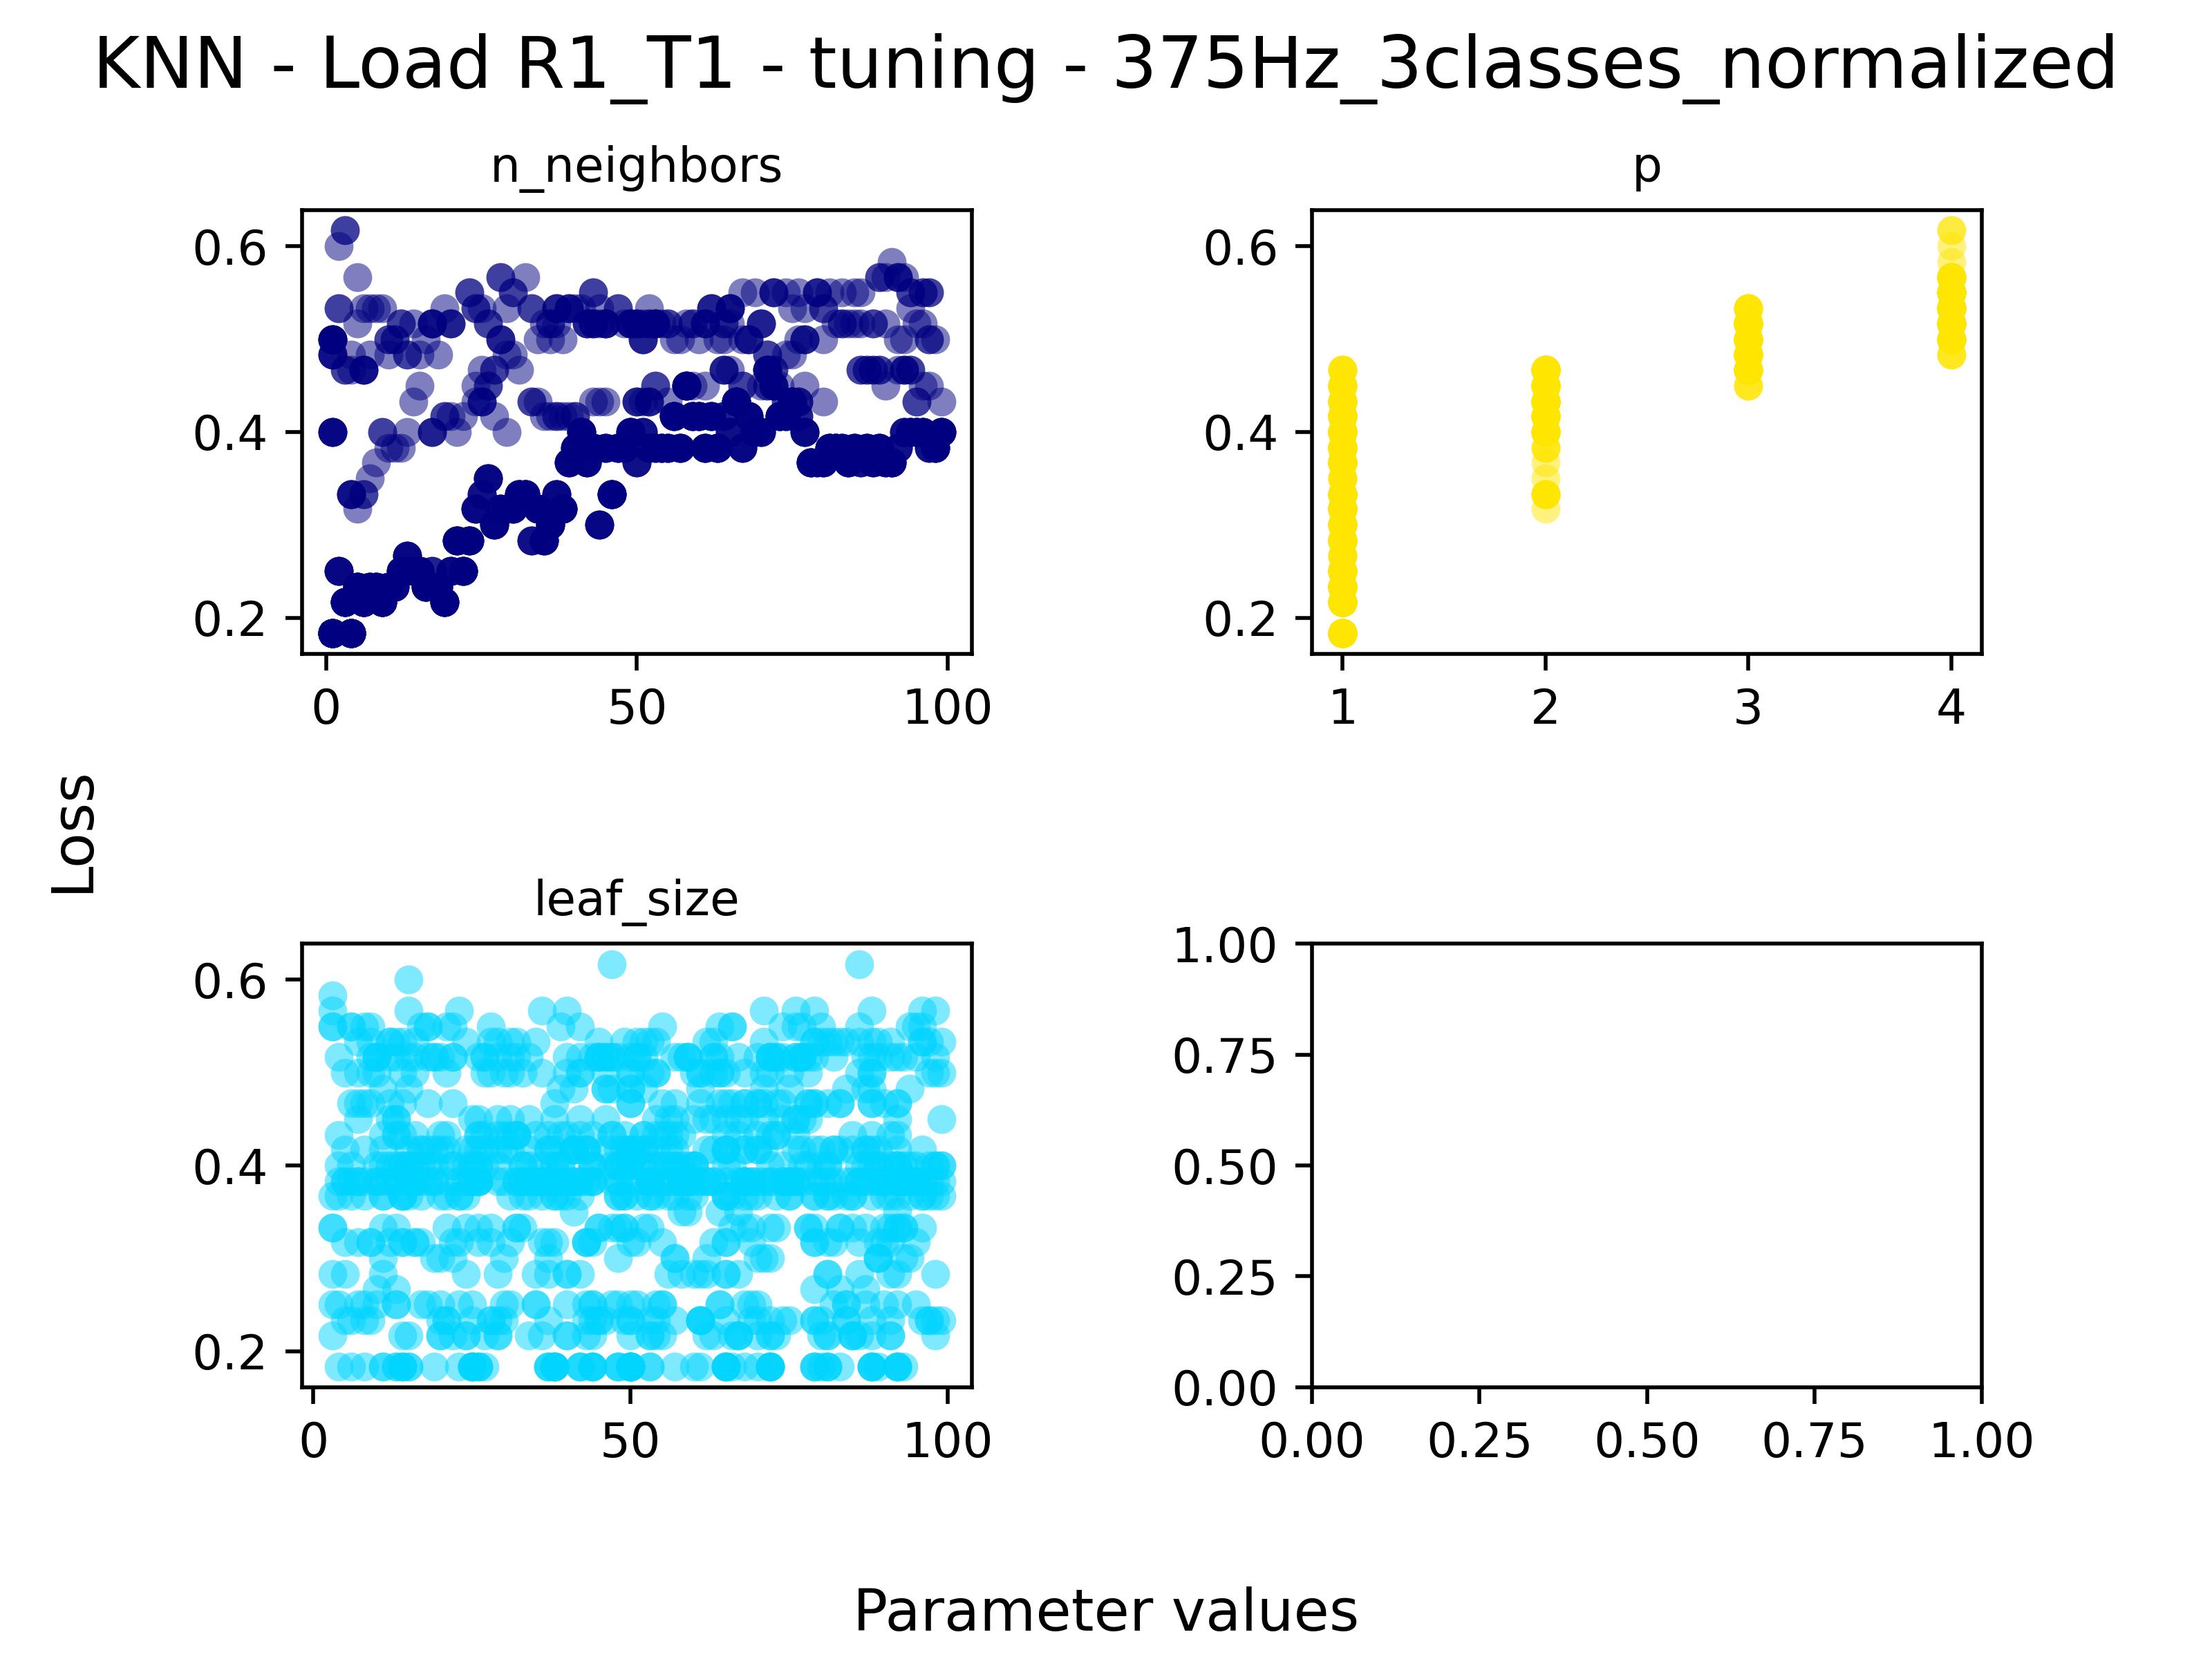 KNN - Load R1_T1 - tuning - 375Hz_3classes_normalized
n_neighbors
0.6
0.4
0.2
0 50 100
p
0.6
0.4
0.2
1 2 3 4
Loss
leaf_size
0.6
0.4
0.2
0 50 100
1.00
0.75
0.50
0.25
0.00
0.00 0.25 0.50 0.75 1.00
Parameter values